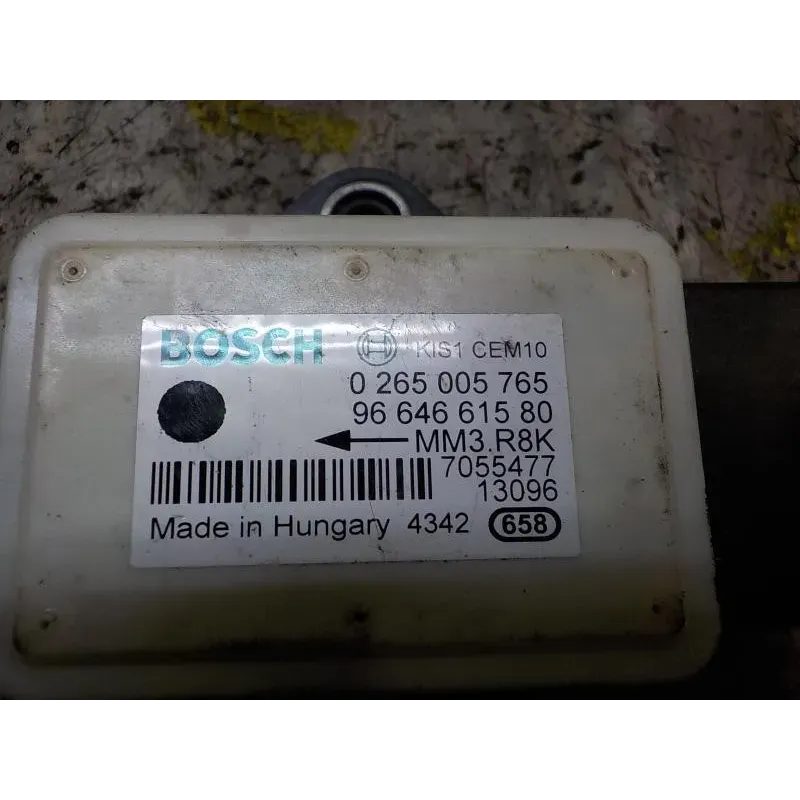 BOSCH KIS1 CEM10
0 265 005 765
96 646 615 80
MM3.R8K
7055477
13096
Made in Hungary 4342 658